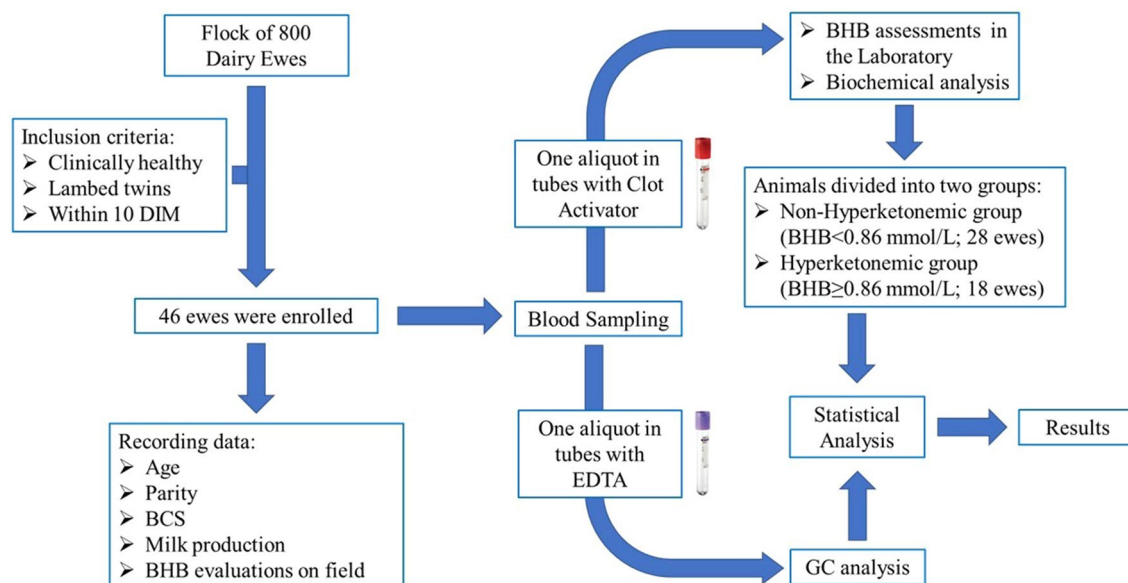 Flock of 800
Dairy Ewes
Inclusion criteria:
➢ Clinically healthy
➢ Lambed twins
➢ Within 10 DIM
46 ewes were enrolled
Recording data:
➢ Age
➢ Parity
➢ BCS
➢ Milk production
➢ BHB evaluations on field
Blood Sampling
One aliquot in
tubes with Clot
Activator
One aliquot in
tubes with
EDTA
➢ BHB assessments in
the Laboratory
➢ Biochemical analysis
Animals divided into two groups:
➢ Non-Hyperketonemic group
(BHB<0.86 mmol/L; 28 ewes)
➢ Hyperketonemic group
(BHB≥0.86 mmol/L; 18 ewes)
GC analysis
Statistical
Analysis
Results